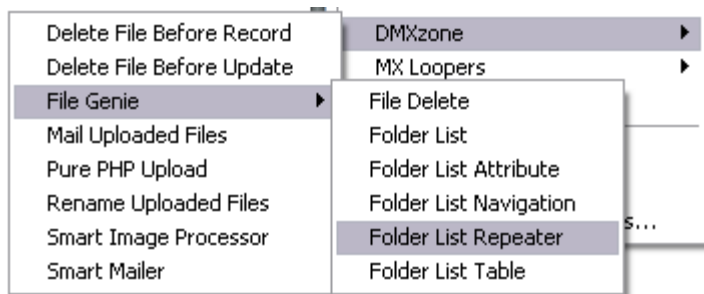 DMXzone
MX Loopers
s...
Delete File Before Record
Delete File Before Update
File Genie
Mail Uploaded Files
Pure PHP Upload
Rename Uploaded Files
Smart Image Processor
Smart Mailer
File Delete
Folder List
Folder List Attribute
Folder List Navigation
Folder List Repeater
Folder List Table